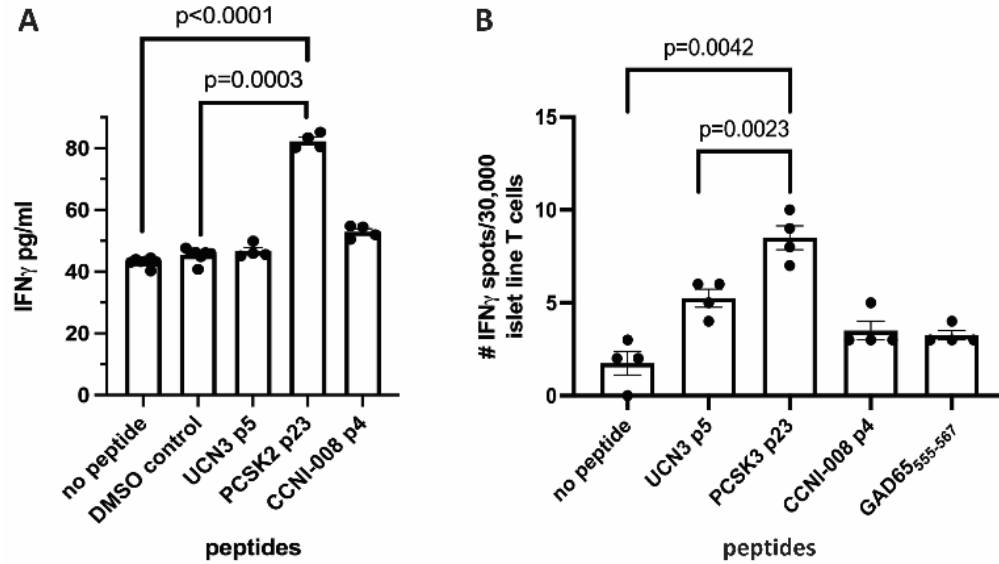 A
p<0.0001
p=0.0003
IFNγ pg/ml
80
60
40
20
0
no peptide
DMSO control
UCN3 p5
PCSK2 p23
CCNI-008 p4
peptides
B
p=0.0042
p=0.0023
# IFNγ spots/30,000
islet line T cells
15
10
5
0
no peptide
UCN3 p5
PCSK3 p23
CCNI-008 p4
GAD65555-567
peptides